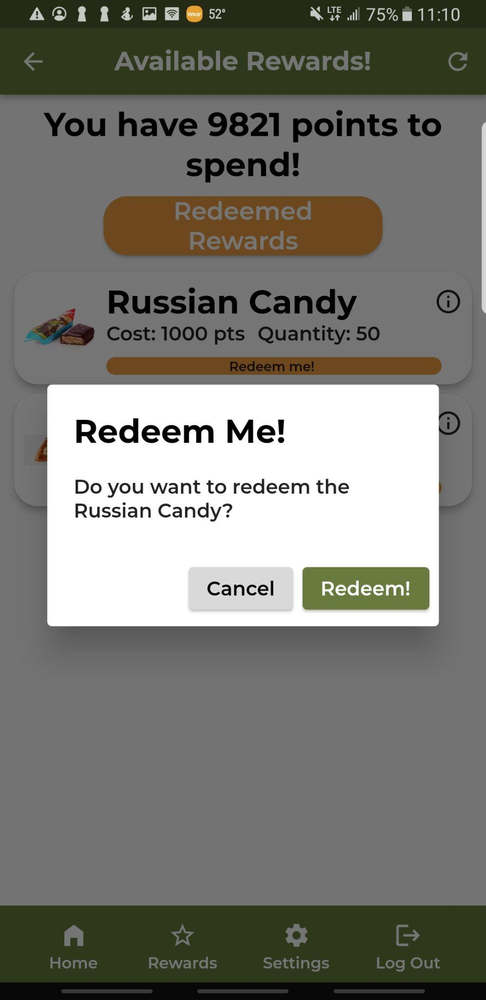 Wear 52° LTE 75% 11:10
Available Rewards!
You have 9821 points to
spend!
Redeemed
Rewards
Russian Candy
Cost: 1000 pts Quantity: 50
Redeem me!
Redeem Me!
Do you want to redeem the
Russian Candy?
Cancel Redeem!
Home Rewards Settings Log Out